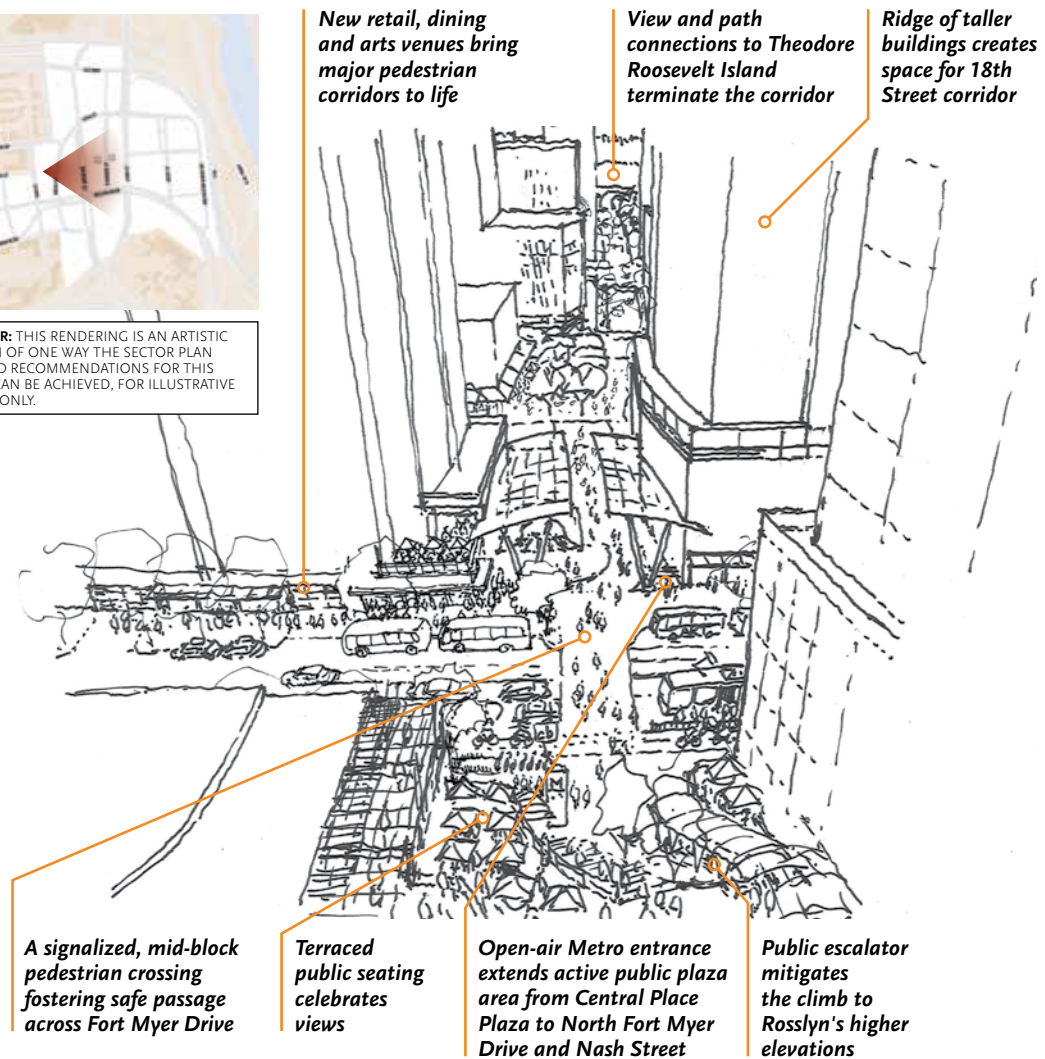 New retail, dining
and arts venues bring
major pedestrian
corridors to life
View and path
connections to Theodore
Roosevelt Island
terminate the corridor
Ridge of taller
buildings creates
space for 18th
Street corridor
R: THIS RENDERING IS AN ARTISTIC
OF ONE WAY THE SECTOR PLAN
D RECOMMENDATIONS FOR THIS
CAN BE ACHIEVED, FOR ILLUSTRATIVE
ONLY.
M
A signalized, mid-block
pedestrian crossing
fostering safe passage
across Fort Myer Drive
Terraced
public seating
celebrates
views
Open-air Metro entrance
extends active public plaza
area from Central Place
Plaza to North Fort Myer
Drive and Nash Street
Public escalator
mitigates
the climb to
Rosslyn's higher
elevations